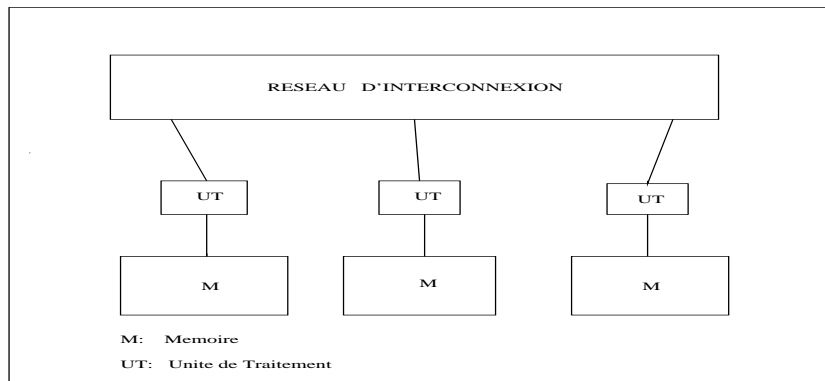 RESEAU D'INTERCONNEXION
UT UT UT
M M M
M: Memoire
UT: Unite de Traitement